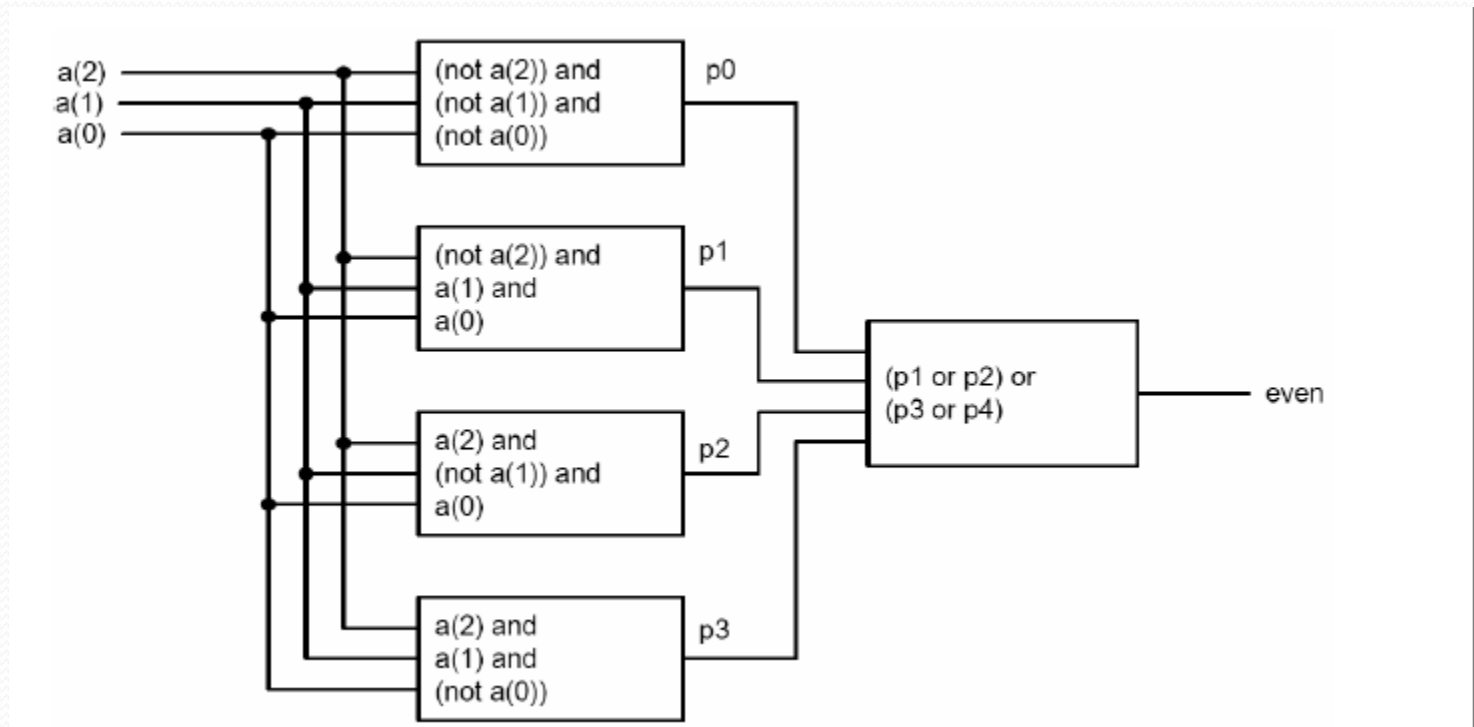 a(2)
a(1)
a(0)
(not a(2)) and
(not a(1)) and
(not a(0))
p0
(not a(2)) and
a(1) and
a(0)
p1
a(2) and
(not a(1)) and
a(0)
p2
a(2) and
a(1) and
(not a(0))
p3
(p1 or p2) or
(p3 or p4)
even